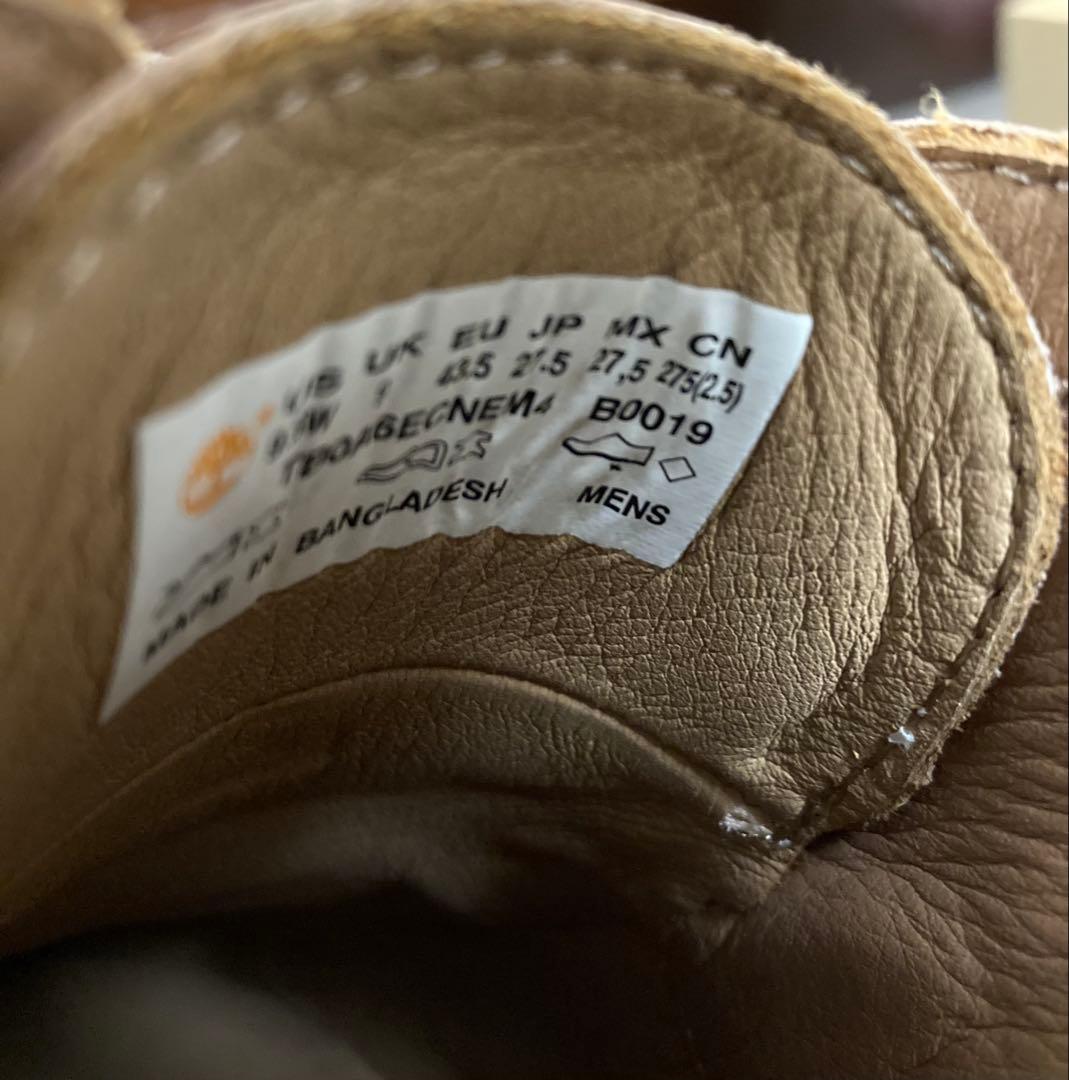 US UK EU JP MX CN
43.5 27.5 27,5 275(2.5)
B0019
MADE IN BANGLADESH MENS